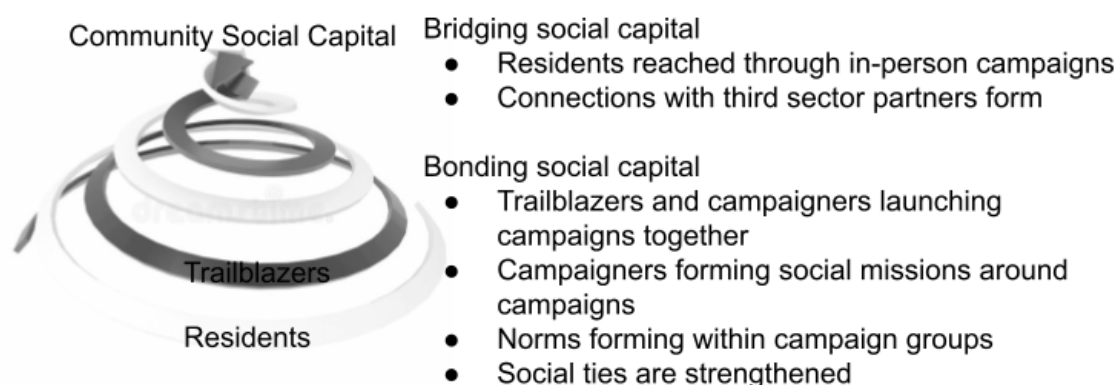 Community Social Capital
Trailblazers
Residents
Bridging social capital
● Residents reached through in-person campaigns
● Connections with third sector partners form
Bonding social capital
● Trailblazers and campaigners launching
campaigns together
● Campaigners forming social missions around
campaigns
● Norms forming within campaign groups
● Social ties are strengthened